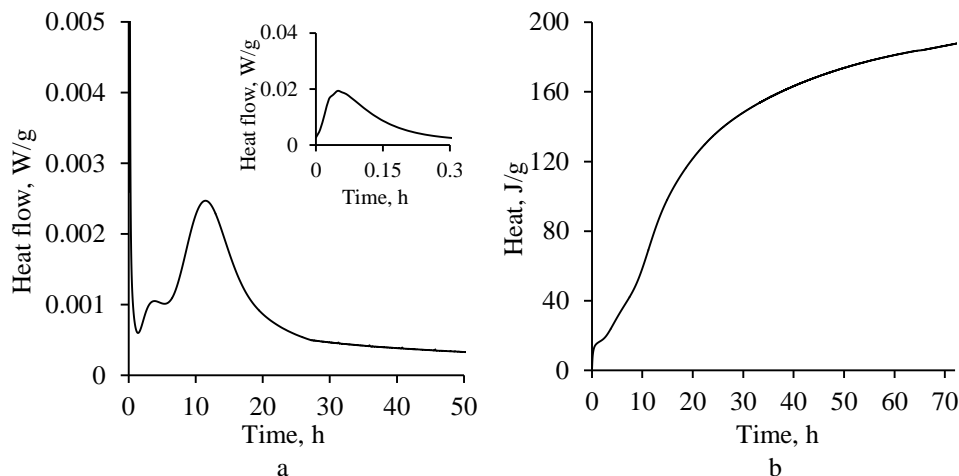 Heat flow, W/g
0.005
0.004
0.003
0.002
0.001
0
0 10 20 30 40 50
Time, h
a
Heat flow, W/g
0.04
0.02
0
0 0.15 0.3
Time, h
Heat, J/g
200
160
120
80
40
0
0 10 20 30 40 50 60 70
Time, h
b